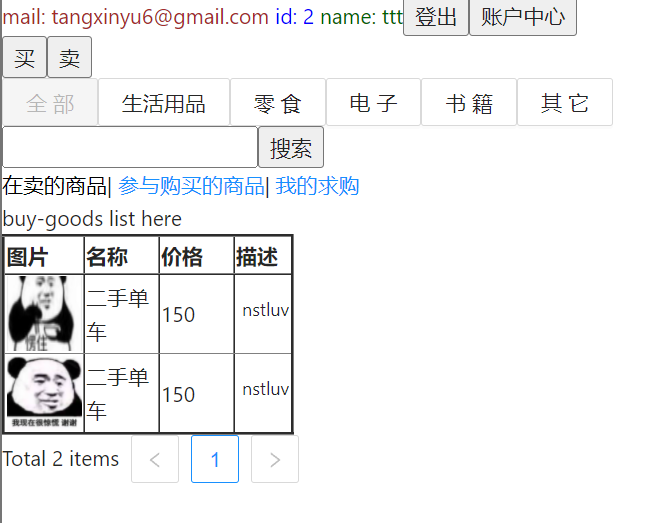 mail: tangxinyu6@gmail.com id: 2 name: ttt 登出 账户中心
买 卖
全 部 生活用品 零 食 电 子 书 籍 其 它
搜索
在卖的商品| 参与购买的商品| 我的求购
buy-goods list here
图片 名称 价格 描述
愣住
二手单车 150 nstluv
我现在很惊慌 谢谢
二手单车 150 nstluv
Total 2 items < 1 >